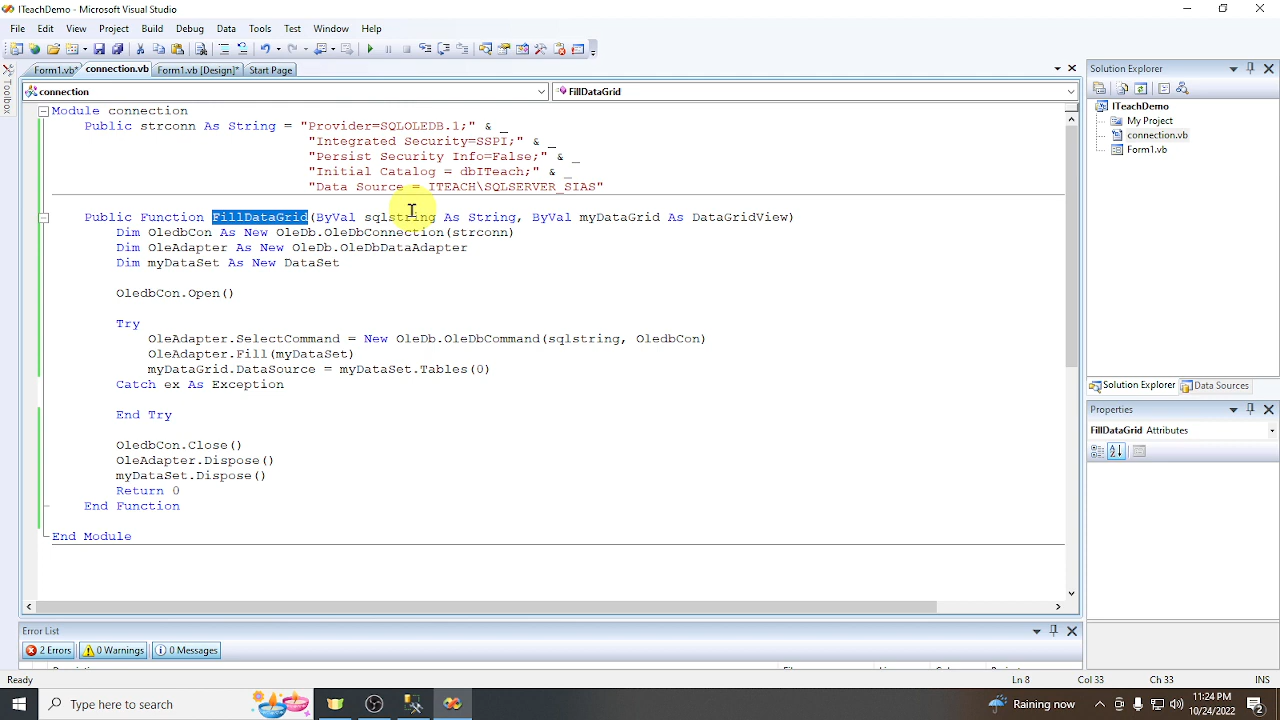 ITeachDemo - Microsoft Visual Studio
File Edit View Project Build Debug Data Tools Test Window Help
Form1.vb* connection.vb Form1.vb [Design]* Start Page
connection FillDataGrid
Toolbox
Module connection
Public strconn As String = "Provider=SQLOLEDB.1;" & _
"Integrated Security=SSPI;" & _
"Persist Security Info=False;" & _
"Initial Catalog = dbITeach;" & _
"Data Source = ITEACH\SQLSERVER_SIAS"
Public Function FillDataGrid(ByVal sqlstring As String, ByVal myDataGrid As DataGridView)
Dim OledbCon As New OleDb.OleDbConnection(strconn)
Dim OleAdapter As New OleDb.OleDbDataAdapter
Dim myDataSet As New DataSet
OledbCon.Open()
Try
OleAdapter.SelectCommand = New OleDb.OleDbCommand(sqlstring, OledbCon)
OleAdapter.Fill(myDataSet)
myDataGrid.DataSource = myDataSet.Tables(0)
Catch ex As Exception
End Try
OledbCon.Close()
OleAdapter.Dispose()
myDataSet.Dispose()
Return 0
End Function
End Module
Solution Explorer
ITeachDemo
My Project
connection.vb
Form1.vb
Solution Explorer Data Sources
Properties
FillDataGrid Attributes
Error List
2 Errors 0 Warnings 0 Messages
Ready Ln 8 Col 33 Ch 33 INS
Type here to search Raining now 11:24 PM
10/24/2022 2